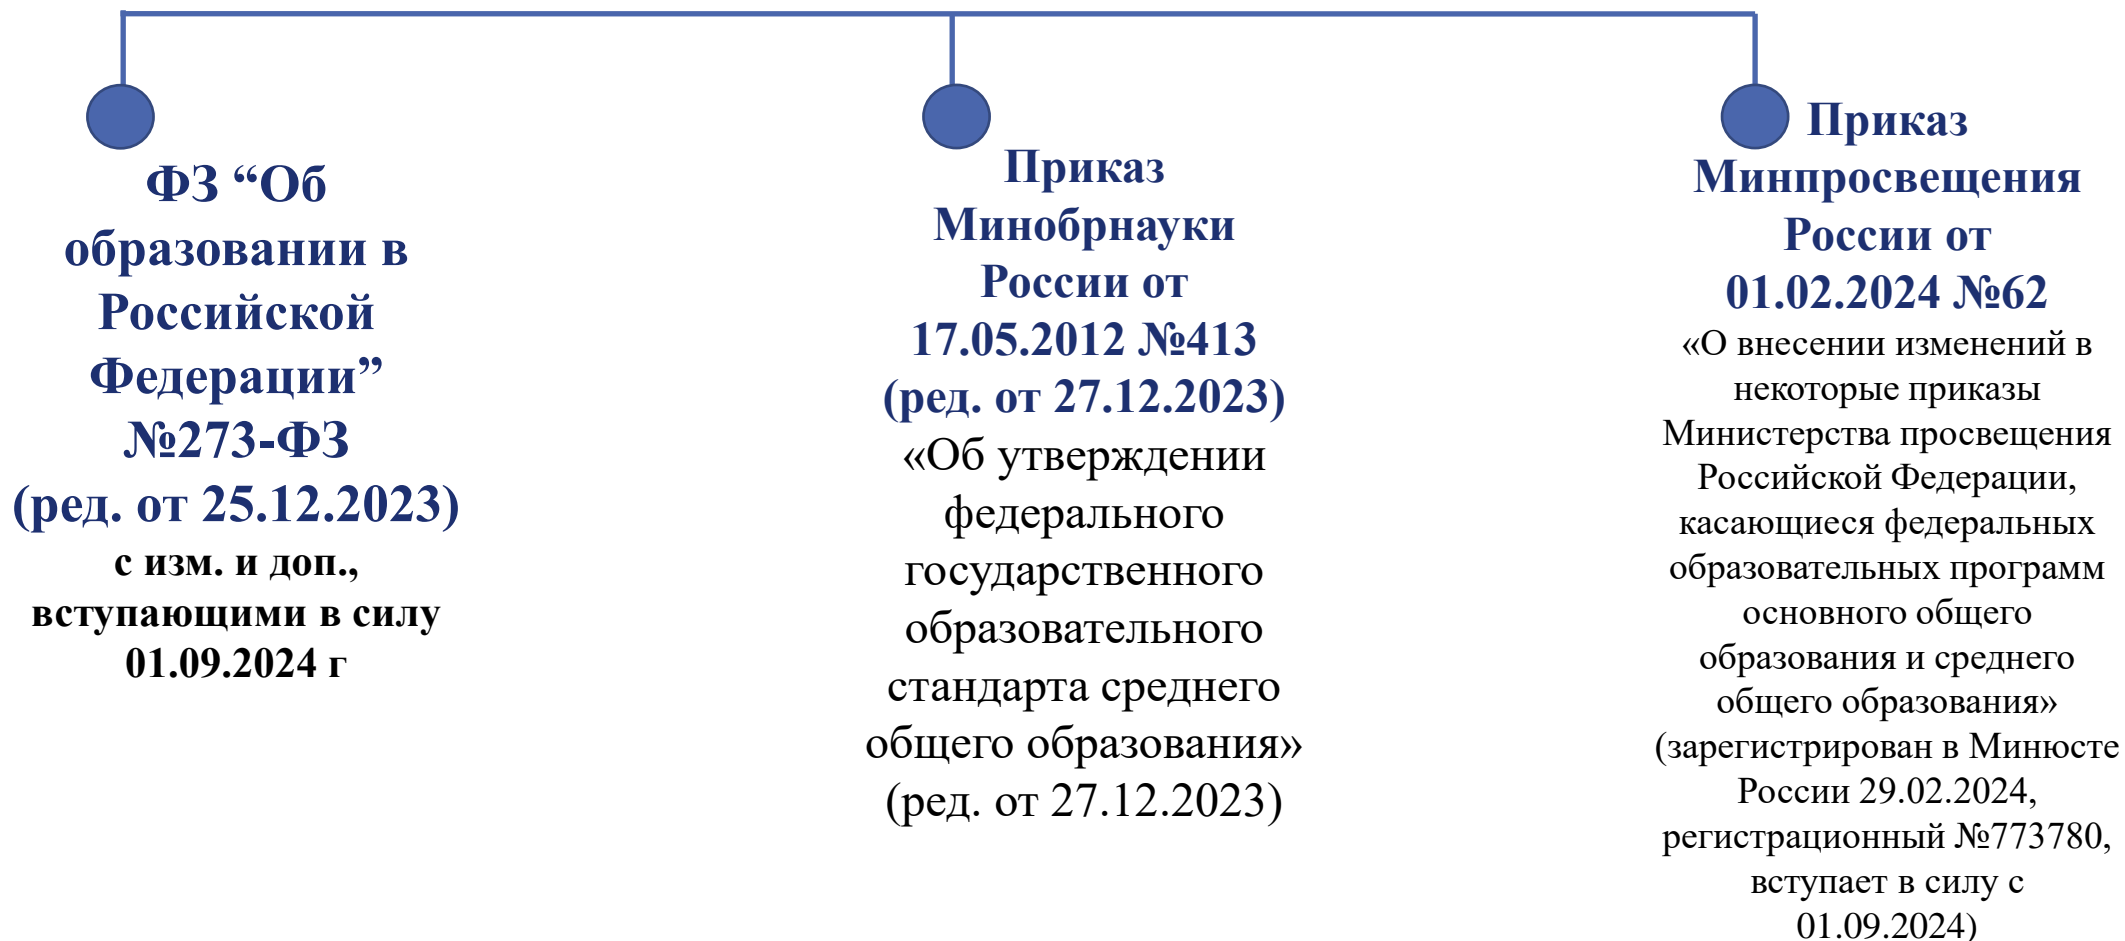 ФЗ “Об
образовании в
Российской
Федерации”
№273-ФЗ
(ред. от 25.12.2023)
с изм. и доп.,
вступающими в силу
01.09.2024 г
Приказ
Минобрнауки
России от
17.05.2012 №413
(ред. от 27.12.2023)
«Об утверждении
федерального
государственного
образовательного
стандарта среднего
общего образования»
(ред. от 27.12.2023)
Приказ
Минпросвещения
России от
01.02.2024 №62
«О внесении изменений в
некоторые приказы
Министерства просвещения
Российской Федерации,
касающиеся федеральных
образовательных программ
основного общего
образования и среднего
общего образования»
(зарегистрирован в Минюсте
России 29.02.2024,
регистрационный №773780,
вступает в силу с
01.09.2024)